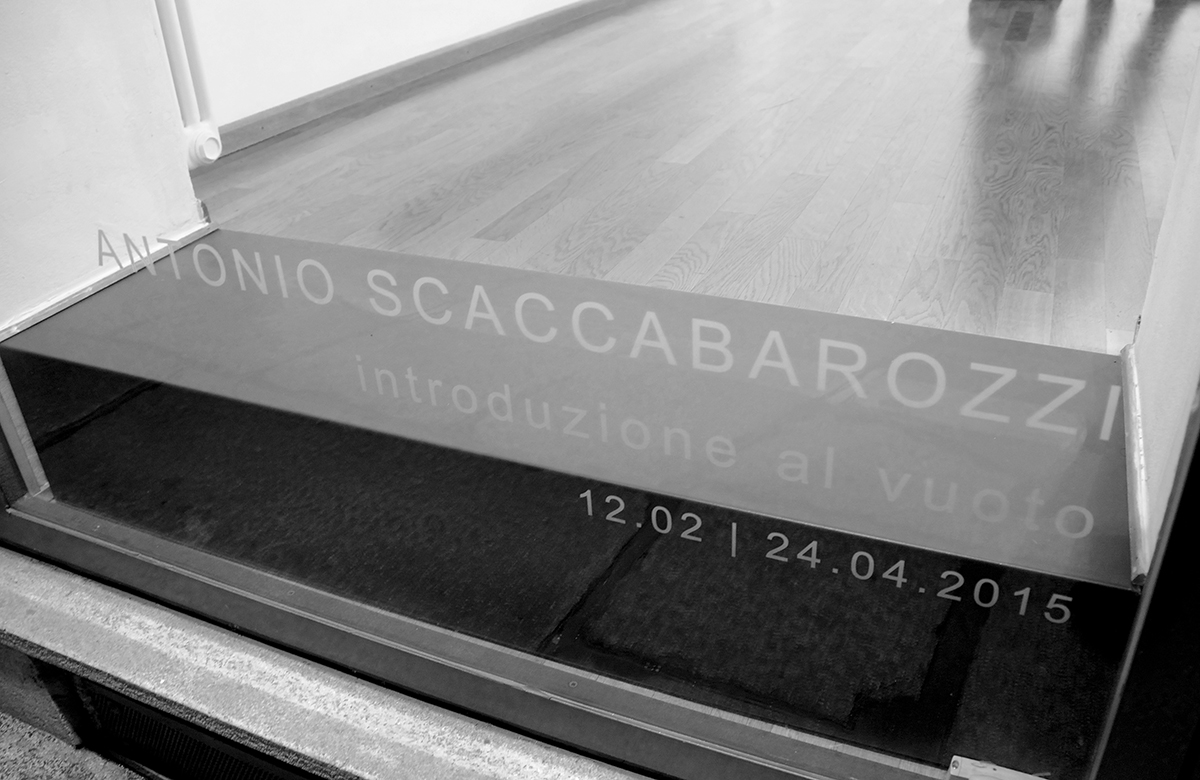 ANTONIO SCACCABAROZZI
introduzione al vuoto
12.02 | 24.04.2015